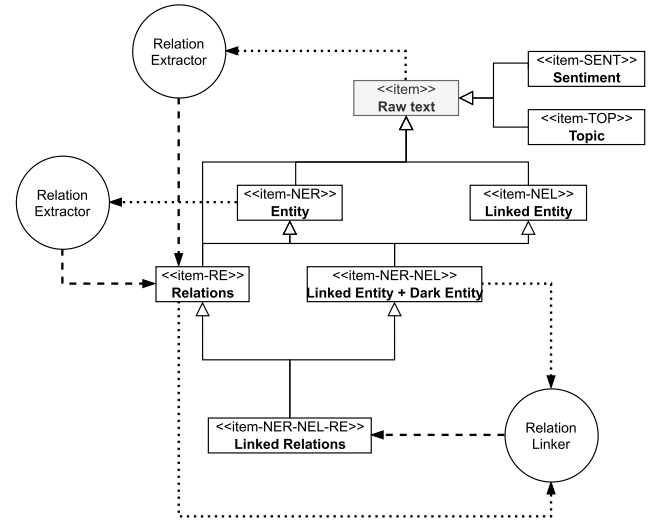 Relation
Extractor
<<item>>
Raw text
<<item-SENT>>
Sentiment
<<item-TOP>>
Topic
Relation
Extractor
<<item-NER>>
Entity
<<item-NEL>>
Linked Entity
<<item-RE>>
Relations
<<item-NER-NEL>>
Linked Entity + Dark Entity
<<item-NER-NEL-RE>>
Linked Relations
Relation
Linker